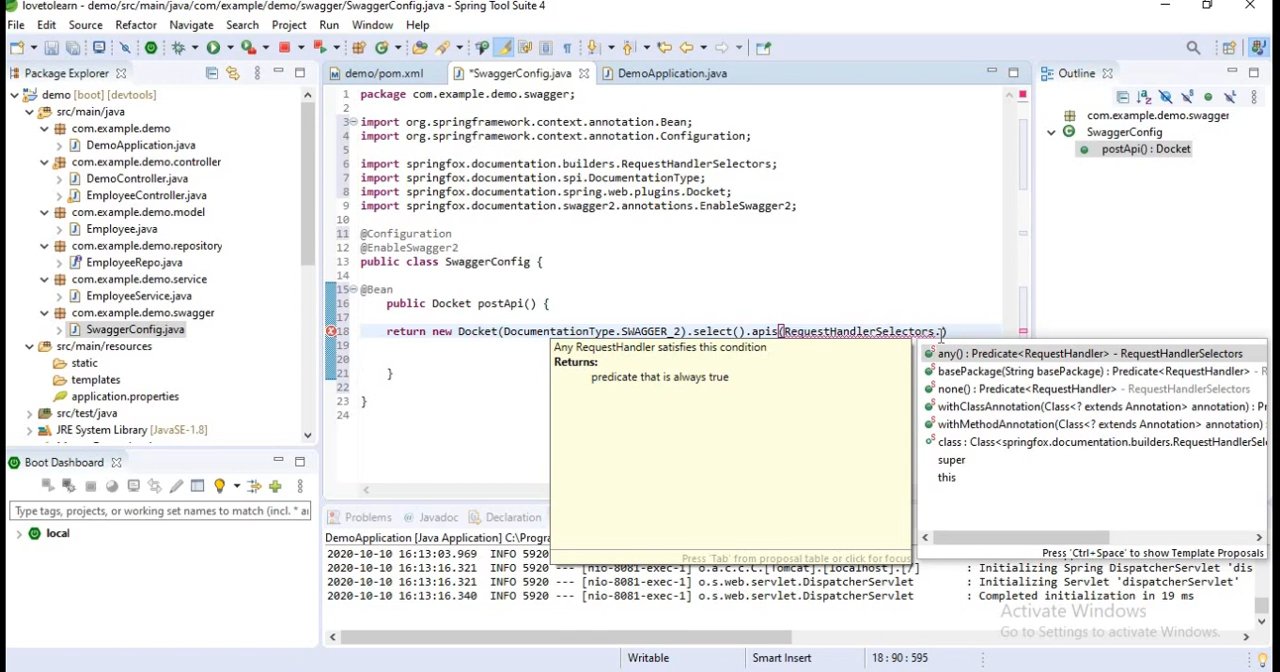 lovetolearn - demo/src/main/java/com/example/demo/swagger/SwaggerConfig.java - Spring Tool Suite 4
File Edit Source Refactor Navigate Search Project Run Window Help
Package Explorer
demo [boot] [devtools]
src/main/java
com.example.demo
DemoApplication.java
com.example.demo.controller
DemoController.java
EmployeeController.java
com.example.demo.model
Employee.java
com.example.demo.repository
EmployeeRepo.java
com.example.demo.service
EmployeeService.java
com.example.demo.swagger
SwaggerConfig.java
src/main/resources
static
templates
application.properties
src/test/java
JRE System Library [JavaSE-1.8]
Boot Dashboard
Type tags, projects, or working set names to match (incl. * a
local
demo/pom.xml *SwaggerConfig.java DemoApplication.java
1 package com.example.demo.swagger;
2
3 import org.springframework.context.annotation.Bean;
4 import org.springframework.context.annotation.Configuration;
5
6 import springfox.documentation.builders.RequestHandlerSelectors;
7 import springfox.documentation.spi.DocumentationType;
8 import springfox.documentation.spring.web.plugins.Docket;
9 import springfox.documentation.swagger2.annotations.EnableSwagger2;
10
11 @Configuration
12 @EnableSwagger2
13 public class SwaggerConfig {
14
15 @Bean
16 public Docket postApi() {
17
18 return new Docket(DocumentationType.SWAGGER_2).select().apis(RequestHandlerSelectors.)
19
20
21 }
22
23 }
24
Any RequestHandler satisfies this condition
Returns:
predicate that is always true
Press 'Tab' from proposal table or click for focus
any() : Predicate<RequestHandler> - RequestHandlerSelectors
basePackage(String basePackage) : Predicate<RequestHandler> - R
none() : Predicate<RequestHandler> - RequestHandlerSelectors
withClassAnnotation(Class<? extends Annotation> annotation) : Pr
withMethodAnnotation(Class<? extends Annotation> annotation)
class : Class<springfox.documentation.builders.RequestHandlerSel
super
this
Press 'Ctrl+Space' to show Template Proposals
Outline
com.example.demo.swagger
SwaggerConfig
postApi() : Docket
Problems Javadoc Declaration
DemoApplication [Java Application] C:\Progra
2020-10-10 16:13:03.969 INFO 5920
2020-10-10 16:13:16.321 INFO 5920 --- [nio-8081-exec-1] o.a.c.c.C.[Tomcat].[localhost].[/] : Initializing Spring DispatcherServlet 'dis
2020-10-10 16:13:16.321 INFO 5920 --- [nio-8081-exec-1] o.s.web.servlet.DispatcherServlet : Initializing Servlet 'dispatcherServlet'
2020-10-10 16:13:16.340 INFO 5920 --- [nio-8081-exec-1] o.s.web.servlet.DispatcherServlet : Completed initialization in 19 ms
Activate Windows
Go to Settings to activate Windows.
Writable Smart Insert 18 : 90 : 595